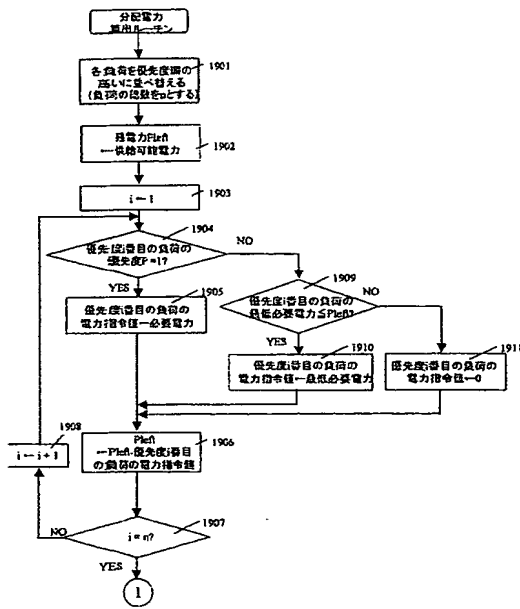 分配電力
算出ルーチン
1901
各負荷を優先度順の
高いに並べ替える
(負荷の総数をnとする)
残電力Pleft
←供給可能電力
1902
1903
i ← 1
1904
優先度i番目の負荷の
優先度P =1?
NO
YES
1905
優先度i番目の負荷の
電力指令値←必要電力
1909
優先度i番目の負荷の
最低必要電力≦Pleft?
NO
YES
1910
優先度i番目の負荷の
電力指令値←最低必要電力
1911
優先度i番目の負荷の
電力指令値←0
1908
i ← i + 1
Pleft
←Pleft-優先度i番目
の負荷の電力指令値
1906
1907
NO
i = n?
YES
1